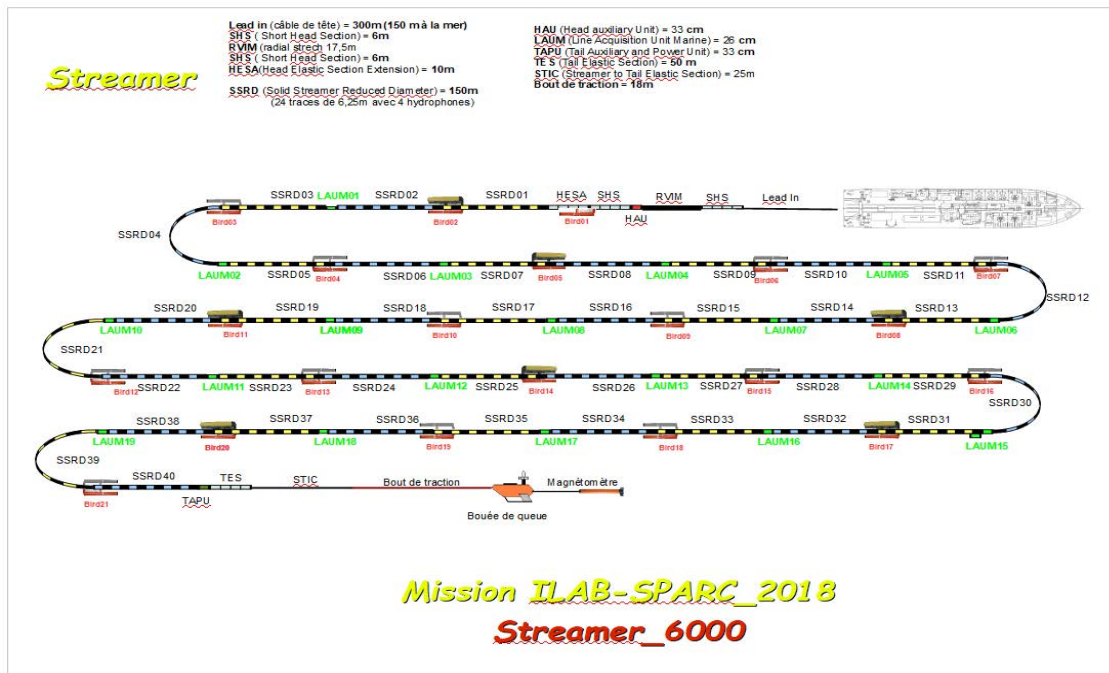 Lead in (câble de tête) = 300m (150 m à la mer)
SHS ( Short Head Section) = 6m
RVIM (radial strech 17,5m
SHS ( Short Head Section) = 6m
HESA(Head Elastic Section Extension) = 10m
SSRD (Solid Streamer Reduced Diameter) = 150m
(24 traces de 6,25m avec 4 hydrophones)
HAU (Head auxiliary Unit) = 33 cm
LAUM (Line Acquisition Unit Marine) = 26 cm
TAPU (Tail Auxiliary and Power Unit) = 33 cm
TES (Tail Elastic Section) = 50 m
STIC (Streamer to Tail Elastic Section) = 25m
Bout de traction = 18m
Streamer
SSRD03 LAUM01 SSRD02 SSRD01 HESA SHS RVIM SHS Lead In
Bird03 Bird02 Bird01 HAU
SSRD04
LAUM02 SSRD05 Bird04 SSRD06 LAUM03 SSRD07 Bird05 SSRD08 LAUM04 SSRD09 Bird06 SSRD10 LAUM05 SSRD11 Bird07
SSRD12
SSRD20 SSRD19 SSRD18 SSRD17 SSRD16 SSRD15 SSRD14 SSRD13
LAUM10 Bird11 LAUM09 Bird10 LAUM08 Bird09 LAUM07 Bird08 LAUM06
SSRD21
Bird12 SSRD22 LAUM11 SSRD23 Bird13 SSRD24 LAUM12 SSRD25 Bird14 SSRD26 LAUM13 SSRD27 Bird15 SSRD28 LAUM14 SSRD29 Bird16
SSRD30
SSRD38 SSRD37 SSRD36 SSRD35 SSRD34 SSRD33 SSRD32 SSRD31
LAUM19 Bird20 LAUM18 Bird19 LAUM17 Bird18 LAUM16 Bird17 LAUM15
SSRD39
SSRD40 TES STIC Bout de traction Magnétomètre
Bird21 TAPU
Bouée de queue
Mission ILAB-SPARC_2018
Streamer_6000